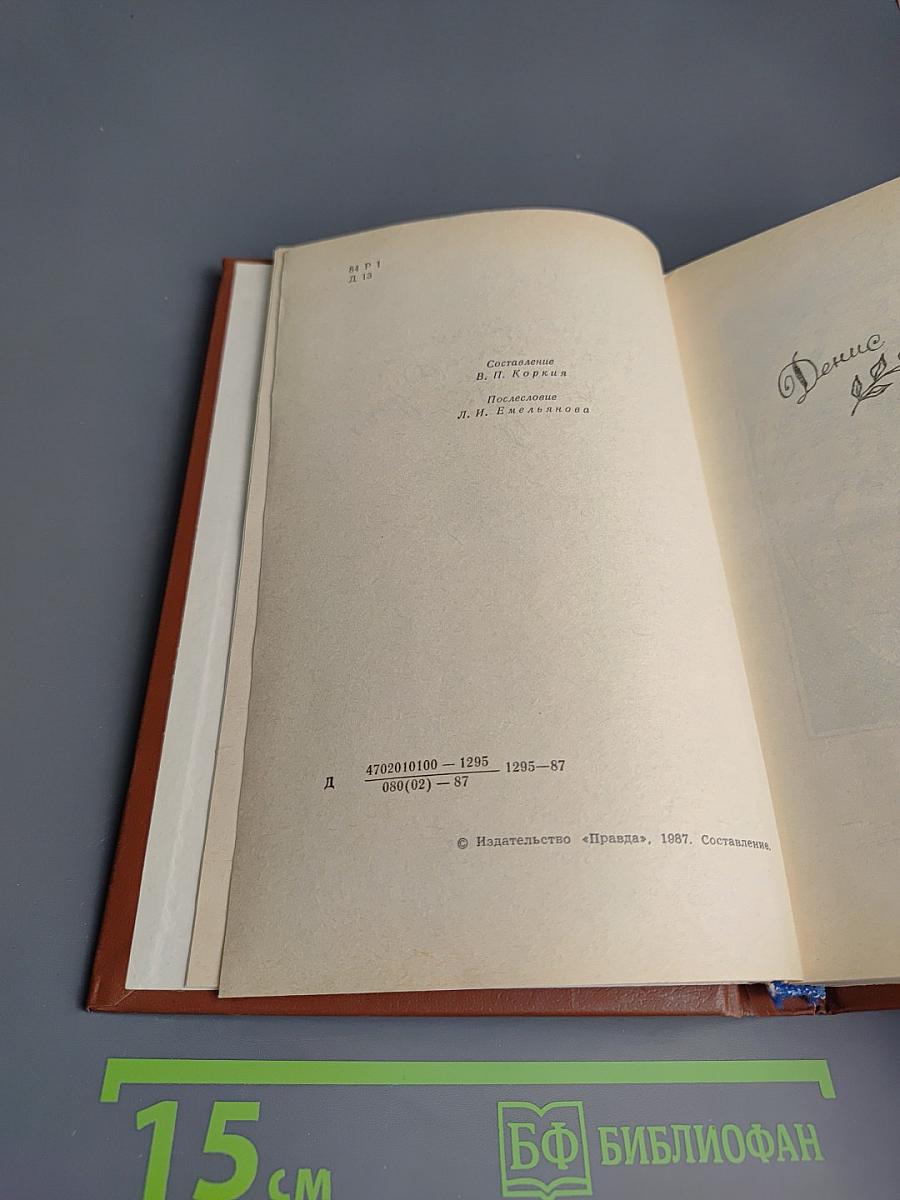 84 Р 1
Д 13
Составление
В. П. Коркия
Послесловие
Л. И. Емельянова
Д 4702010100 — 1295 1295—87
080(02) — 87
© Издательство «Правда», 1987. Составление.
Денис
15 см
БФ БИБЛИОФАН